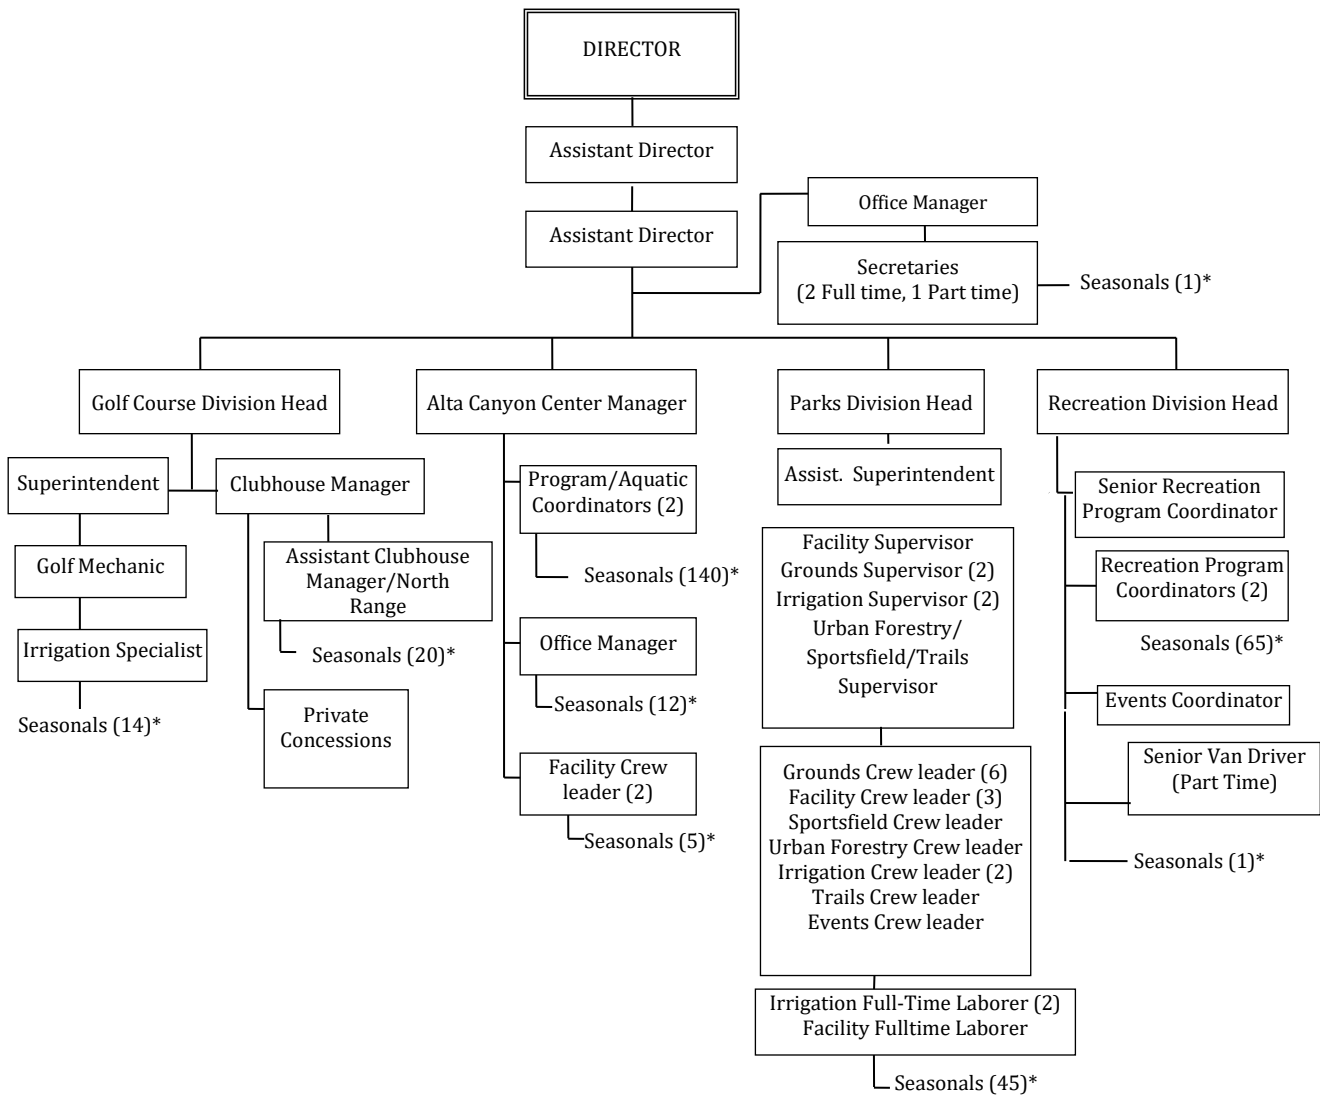 DIRECTOR
Assistant Director
Assistant Director
Office Manager
Secretaries
(2 Full time, 1 Part time)
Seasonals (1)*
Golf Course Division Head
Alta Canyon Center Manager
Parks Division Head
Recreation Division Head
Superintendent
Clubhouse Manager
Golf Mechanic
Assistant Clubhouse
Manager/North
Range
Irrigation Specialist
Seasonals (20)*
Seasonals (14)*
Private
Concessions
Program/Aquatic
Coordinators (2)
Seasonals (140)*
Office Manager
Seasonals (12)*
Facility Crew
leader (2)
Seasonals (5)*
Assist. Superintendent
Facility Supervisor
Grounds Supervisor (2)
Irrigation Supervisor (2)
Urban Forestry/
Sportsfield/Trails
Supervisor
Grounds Crew leader (6)
Facility Crew leader (3)
Sportsfield Crew leader
Urban Forestry Crew leader
Irrigation Crew leader (2)
Trails Crew leader
Events Crew leader
Irrigation Full-Time Laborer (2)
Facility Fulltime Laborer
Seasonals (45)*
Senior Recreation
Program Coordinator
Recreation Program
Coordinators (2)
Seasonals (65)*
Events Coordinator
Senior Van Driver
(Part Time)
Seasonals (1)*